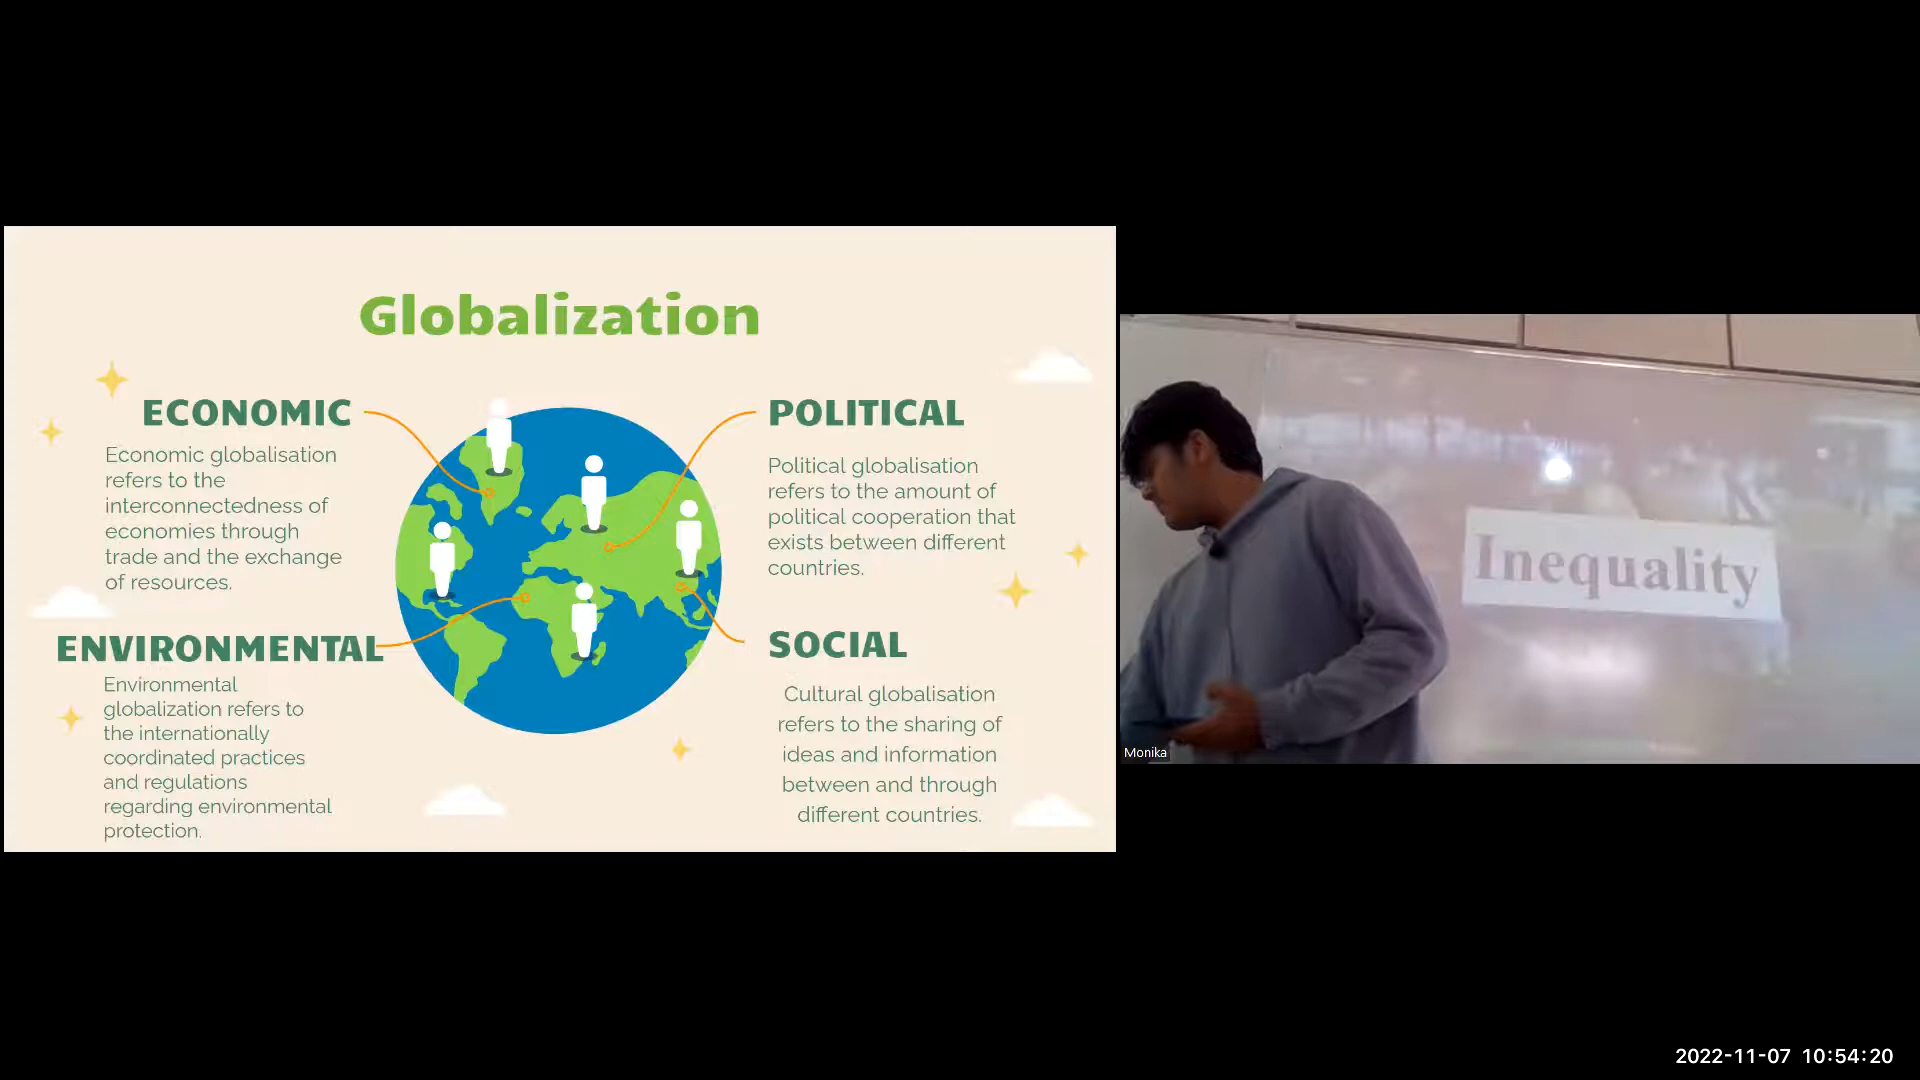 Globalization
ECONOMIC
Economic globalisation
refers to the
interconnectedness of
economies through
trade and the exchange
of resources.
POLITICAL
Political globalisation
refers to the amount of
political cooperation that
exists between different
countries.
ENVIRONMENTAL
Environmental
globalization refers to
the internationally
coordinated practices
and regulations
regarding environmental
protection.
SOCIAL
Cultural globalisation
refers to the sharing of
ideas and information
between and through
different countries.
Inequality
Monika
2022-11-07 10:54:20